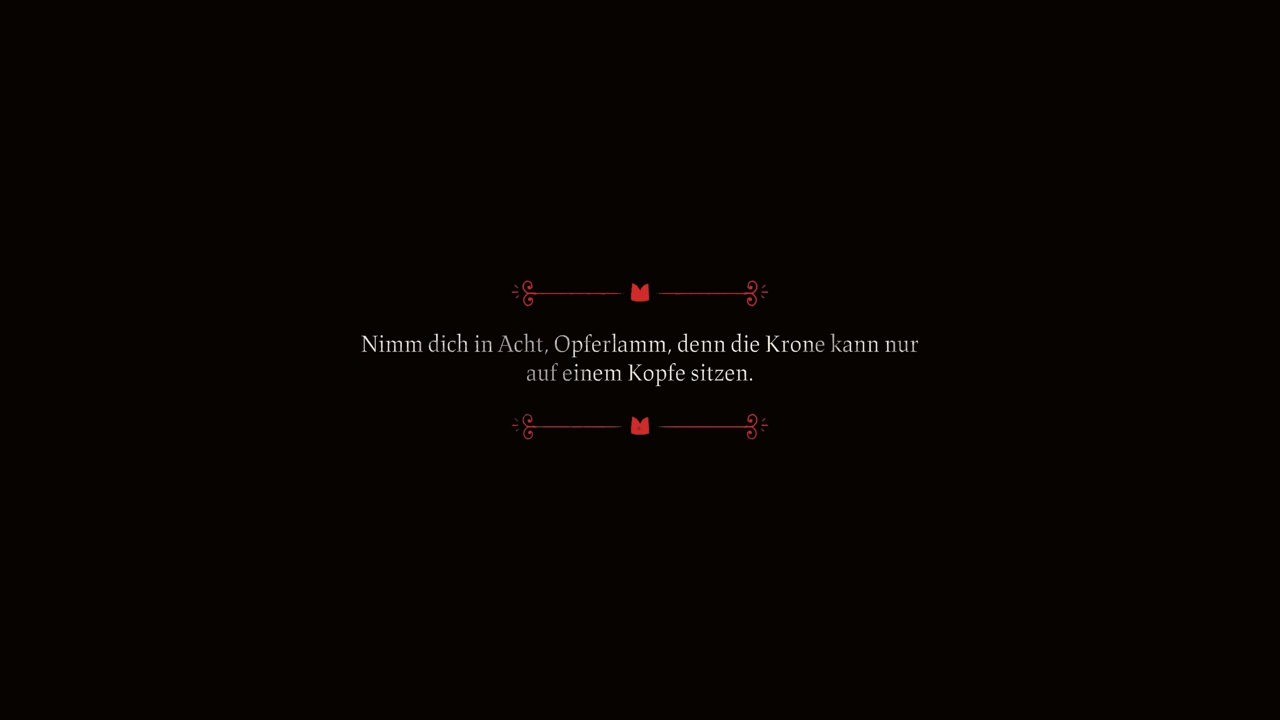 Nimm dich in Acht, Opferlamm, denn die Krone kann nur
auf einem Kopfe sitzen.